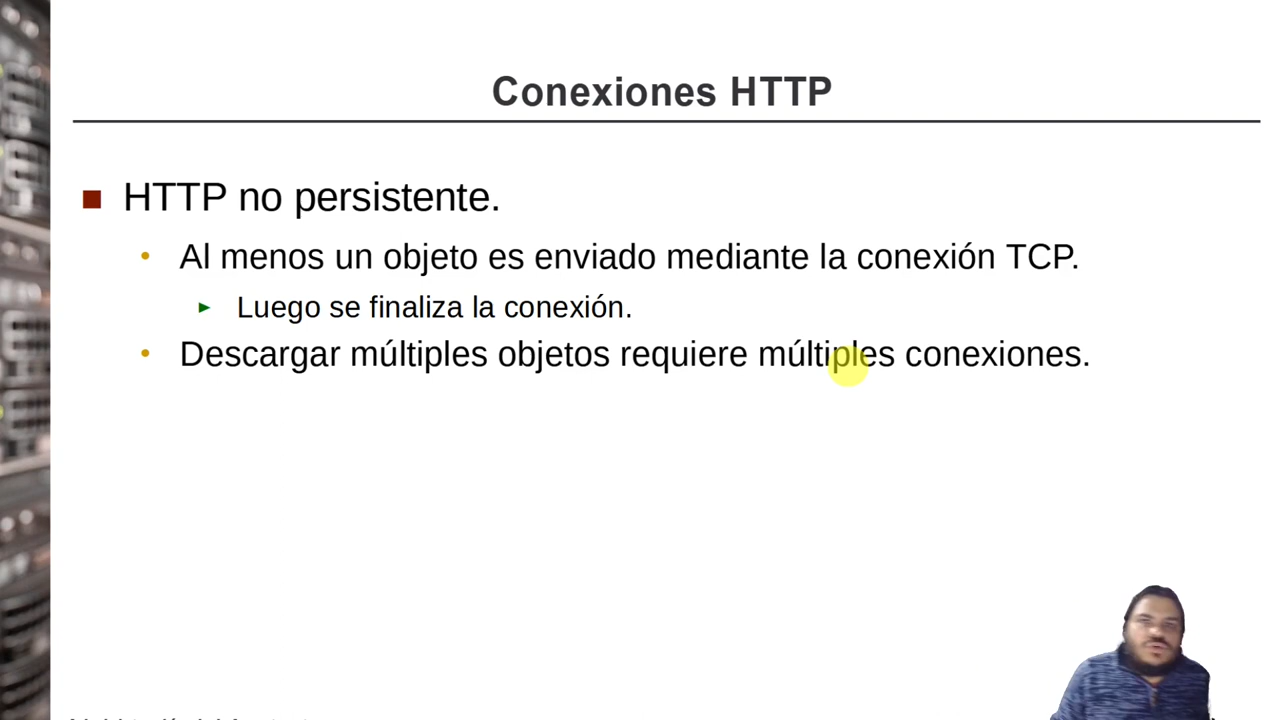 Conexiones HTTP
HTTP no persistente.
Al menos un objeto es enviado mediante la conexión TCP.
Luego se finaliza la conexión.
Descargar múltiples objetos requiere múltiples conexiones.